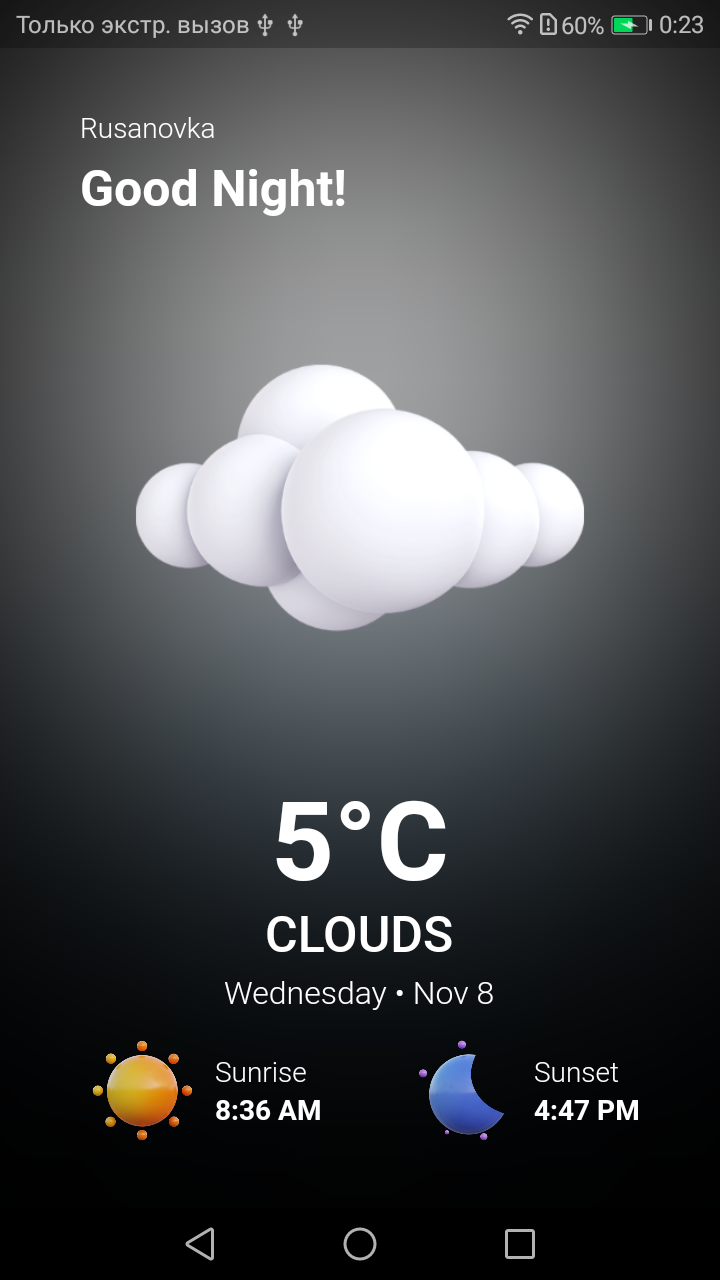 Только экстр. вызов 60% 0:23
Rusanovka
Good Night!
5°C
CLOUDS
Wednesday • Nov 8
Sunrise
8:36 AM
Sunset
4:47 PM